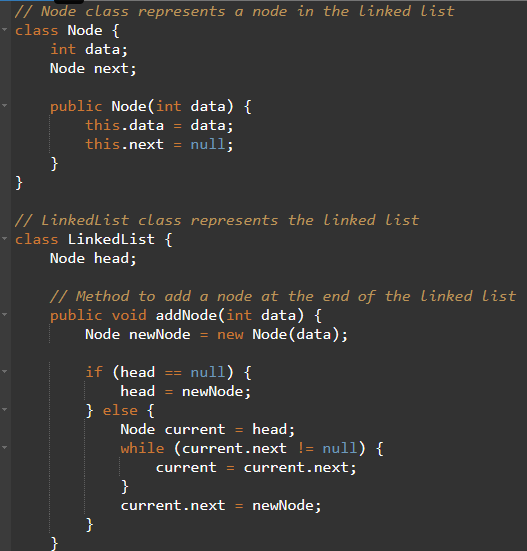 // Node class represents a node in the linked list
class Node {
    int data;
    Node next;

    public Node(int data) {
        this.data = data;
        this.next = null;
    }
}

// LinkedList class represents the linked list
class LinkedList {
    Node head;

    // Method to add a node at the end of the linked list
    public void addNode(int data) {
        Node newNode = new Node(data);

        if (head == null) {
            head = newNode;
        } else {
            Node current = head;
            while (current.next != null) {
                current = current.next;
            }
            current.next = newNode;
        }
    }